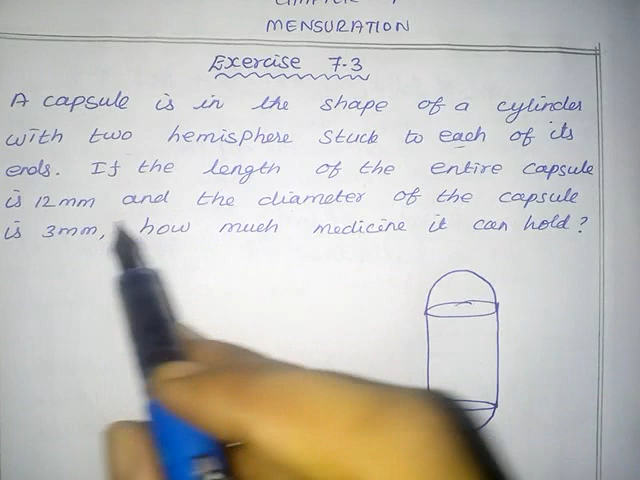 MENSURATION
Exercise 7.3
A capsule is in the shape of a cylinder
with two hemisphere stuck to each of its
ends. If the length of the entire capsule
is 12mm and the diameter of the capsule
is 3mm, how much medicine it can hold?